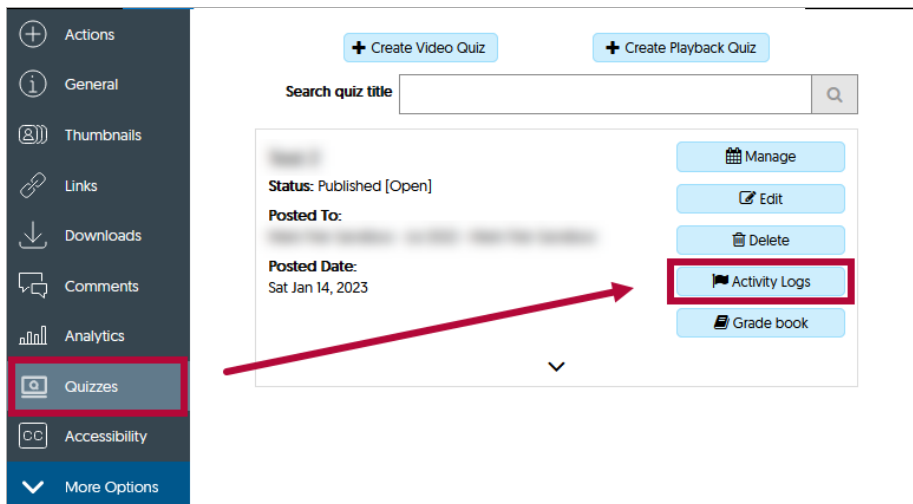 Actions
General
Thumbnails
Links
Downloads
Comments
Analytics
Quizzes
CC Accessibility
More Options
Create Video Quiz
Create Playback Quiz
Search quiz title
Status: Published [Open]
Posted To:
Posted Date:
Sat Jan 14, 2023
Manage
Edit
Delete
Activity Logs
Grade book